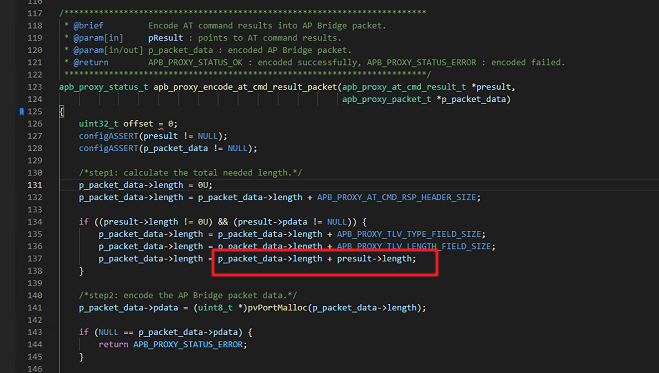 116
117 /*************************************************************************
118 * @brief Encode AT command results into AP Bridge packet.
119 * @param[in] pResult : points to AT command results.
120 * @param[in/out] p_packet_data : encoded AP Bridge packet.
121 * @return APB_PROXY_STATUS_OK : encoded successfully, APB_PROXY_STATUS_ERROR : encoded failed.
122 *************************************************************************/
123 apb_proxy_status_t apb_proxy_encode_at_cmd_result_packet(apb_proxy_at_cmd_result_t *presult,
124 apb_proxy_packet_t *p_packet_data)
125 {
126 uint32_t offset = 0;
127 configASSERT(presult != NULL);
128 configASSERT(p_packet_data != NULL);
129
130 /*step1: calculate the total needed length.*/
131 p_packet_data->length = 0U;
132 p_packet_data->length = p_packet_data->length + APB_PROXY_AT_CMD_RSP_HEADER_SIZE;
133
134 if ((presult->length != 0U) && (presult->pdata != NULL)) {
135 p_packet_data->length = p_packet_data->length + APB_PROXY_TLV_TYPE_FIELD_SIZE;
136 p_packet_data->length = p_packet_data->length + APB_PROXY_TLV_LENGTH_FIELD_SIZE;
137 p_packet_data->length = p_packet_data->length + presult->length;
138 }
139
140 /*step2: encode the AP Bridge packet data.*/
141 p_packet_data->pdata = (uint8_t *)pvPortMalloc(p_packet_data->length);
142
143 if (NULL == p_packet_data->pdata) {
144 return APB_PROXY_STATUS_ERROR;
145 }
146